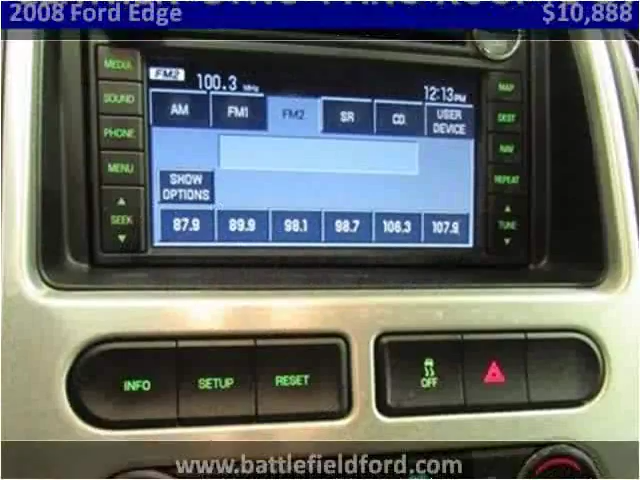 2008 Ford Edge $10,888
MEDIA
SOUND
PHONE
MENU
SEEK
FM2 100.3 MHz 12:13PM
AM FM1 FM2 SR CD USER DEVICE
SHOW OPTIONS
87.9 89.9 98.1 98.7 106.3 107.9
MAP
DEST
NAV
REPEAT
TUNE
INFO SETUP RESET
OFF
www.battlefieldford.com